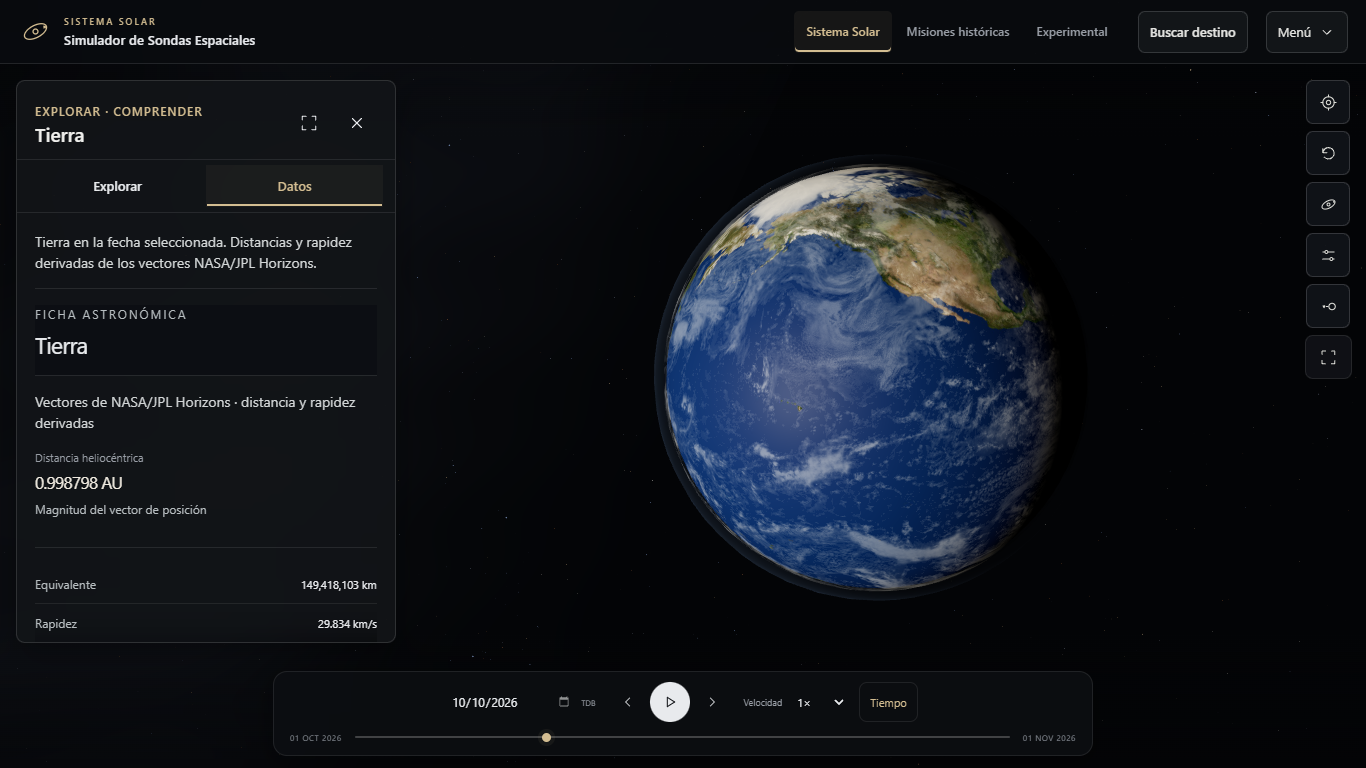 SISTEMA SOLAR
Simulador de Sondas Espaciales
Sistema Solar
Misiones históricas
Experimental
Buscar destino
Menú
EXPLORAR · COMPRENDER
Tierra
Explorar
Datos
Tierra en la fecha seleccionada. Distancias y rapidez
derivadas de los vectores NASA/JPL Horizons.
FICHA ASTRONÓMICA
Tierra
Vectores de NASA/JPL Horizons · distancia y rapidez
derivadas
Distancia heliocéntrica
0.998798 AU
Magnitud del vector de posición
Equivalente
149,418,103 km
Rapidez
29.834 km/s
10/10/2026
TDB
Velocidad
1×
Tiempo
01 OCT 2026
01 NOV 2026